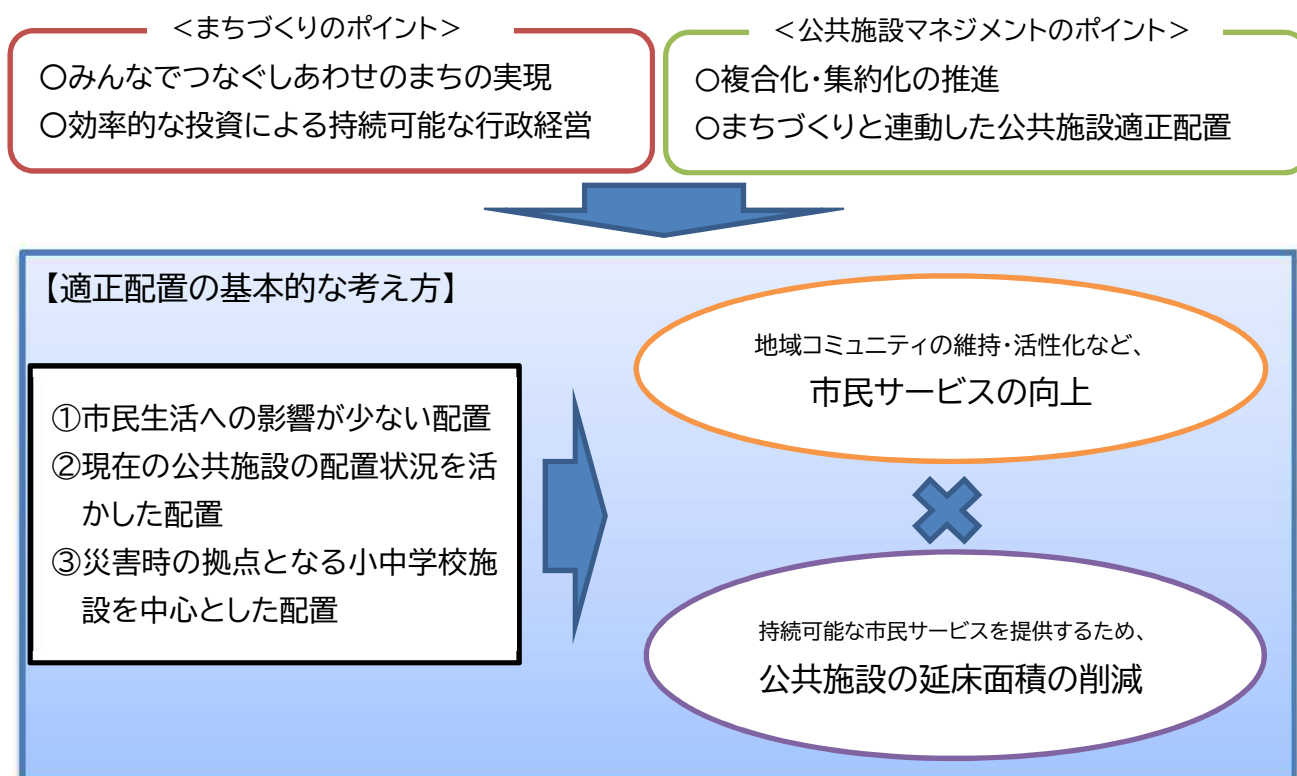 ＜まちづくりのポイント＞
〇みんなでつなぐしあわせのまちの実現
〇効率的な投資による持続可能な行政経営
＜公共施設マネジメントのポイント＞
〇複合化・集約化の推進
〇まちづくりと連動した公共施設適正配置
【適正配置の基本的な考え方】
①市民生活への影響が少ない配置
②現在の公共施設の配置状況を活
かした配置
③災害時の拠点となる小中学校施
設を中心とした配置
地域コミュニティの維持・活性化など、
市民サービスの向上
持続可能な市民サービスを提供するため、
公共施設の延床面積の削減